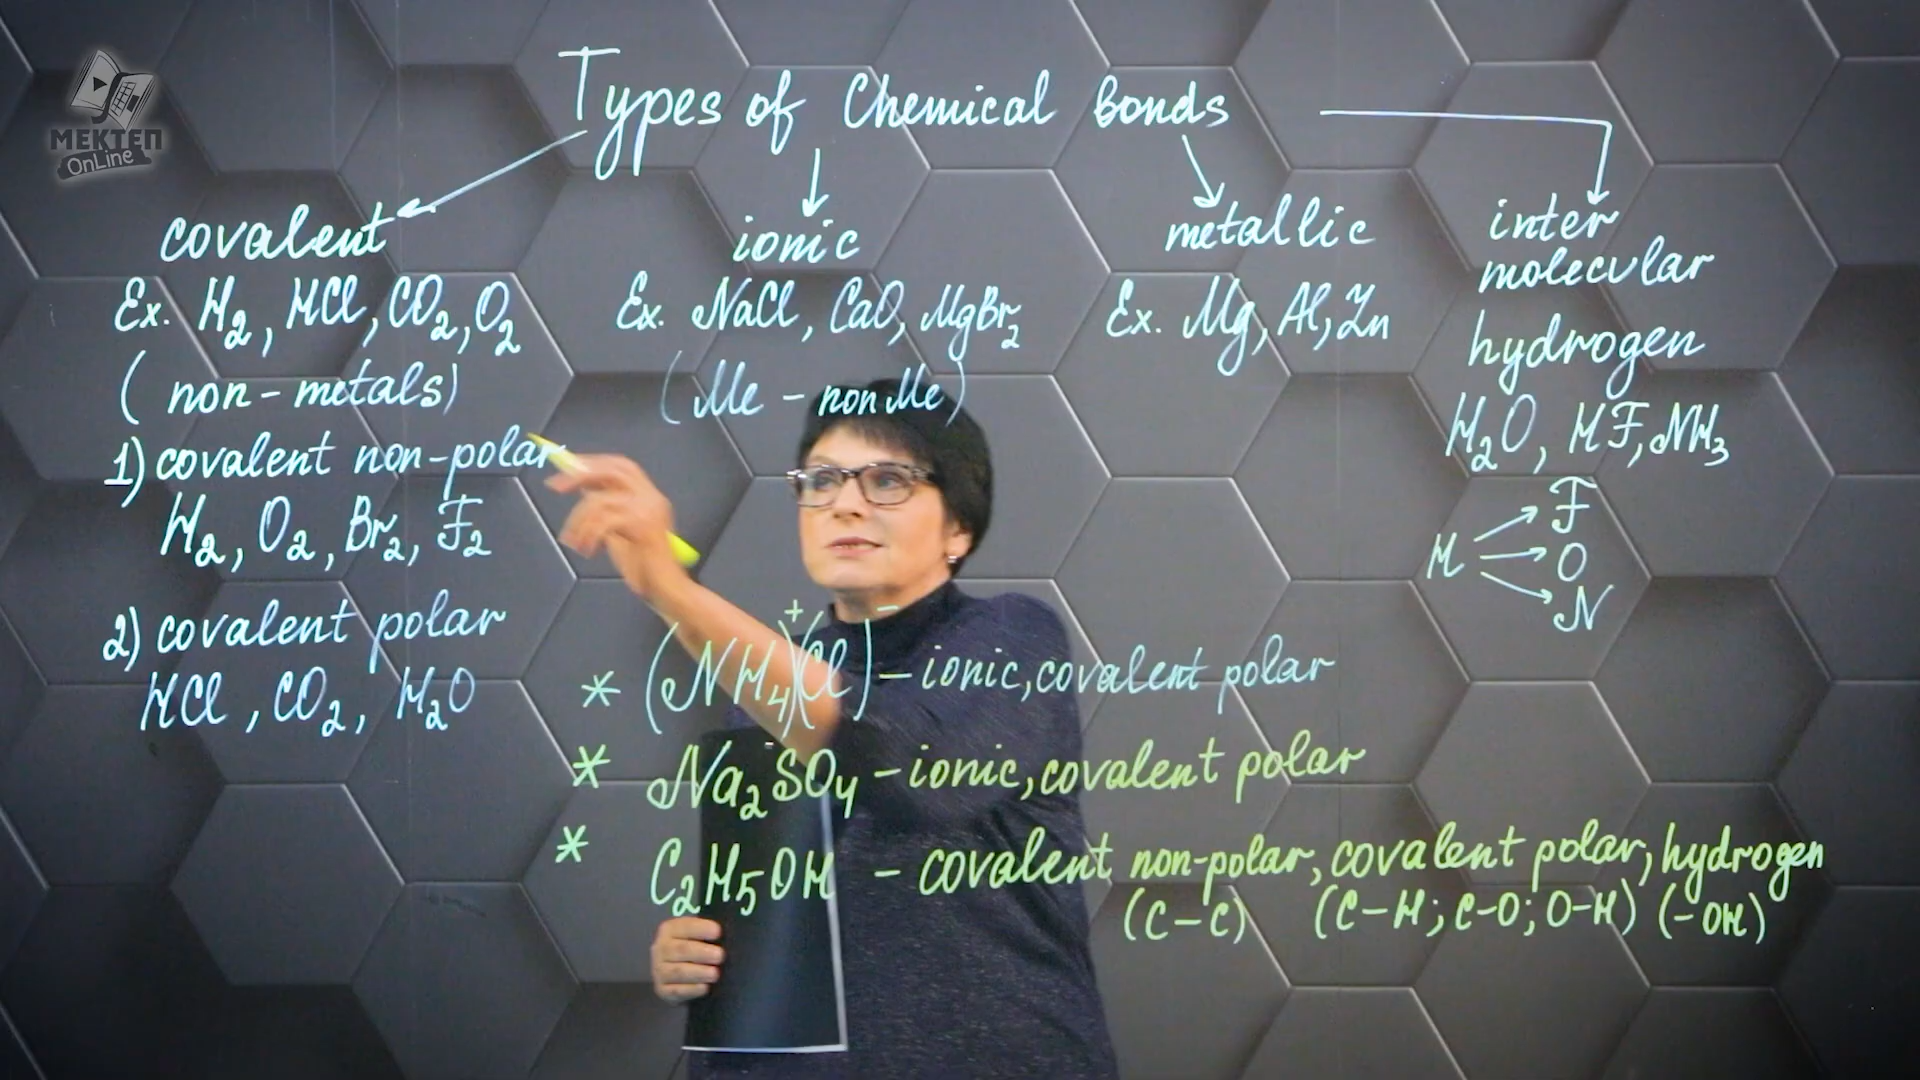 МЕКТЕП
OnLine
Types of Chemical bonds
covalent
Ex. H₂, HCl, CO₂, O₂
(non-metals)
1) covalent non-polar
H₂, O₂, Br₂, F₂
2) covalent polar
HCl, CO₂, H₂O
ionic
Ex. NaCl, CaO, MgBr₂
(Me - nonMe)
metallic
Ex. Mg, Al, Zn
inter
molecular
hydrogen
H₂O, HF, NH₃
F
H O
N
* (NH₄)⁺(Cl)⁻ - ionic, covalent polar
* Na₂SO₄ - ionic, covalent polar
* C₂H₅OH - covalent non-polar, covalent polar, hydrogen
(C-C) (C-H; C-O; O-H) (-OH)